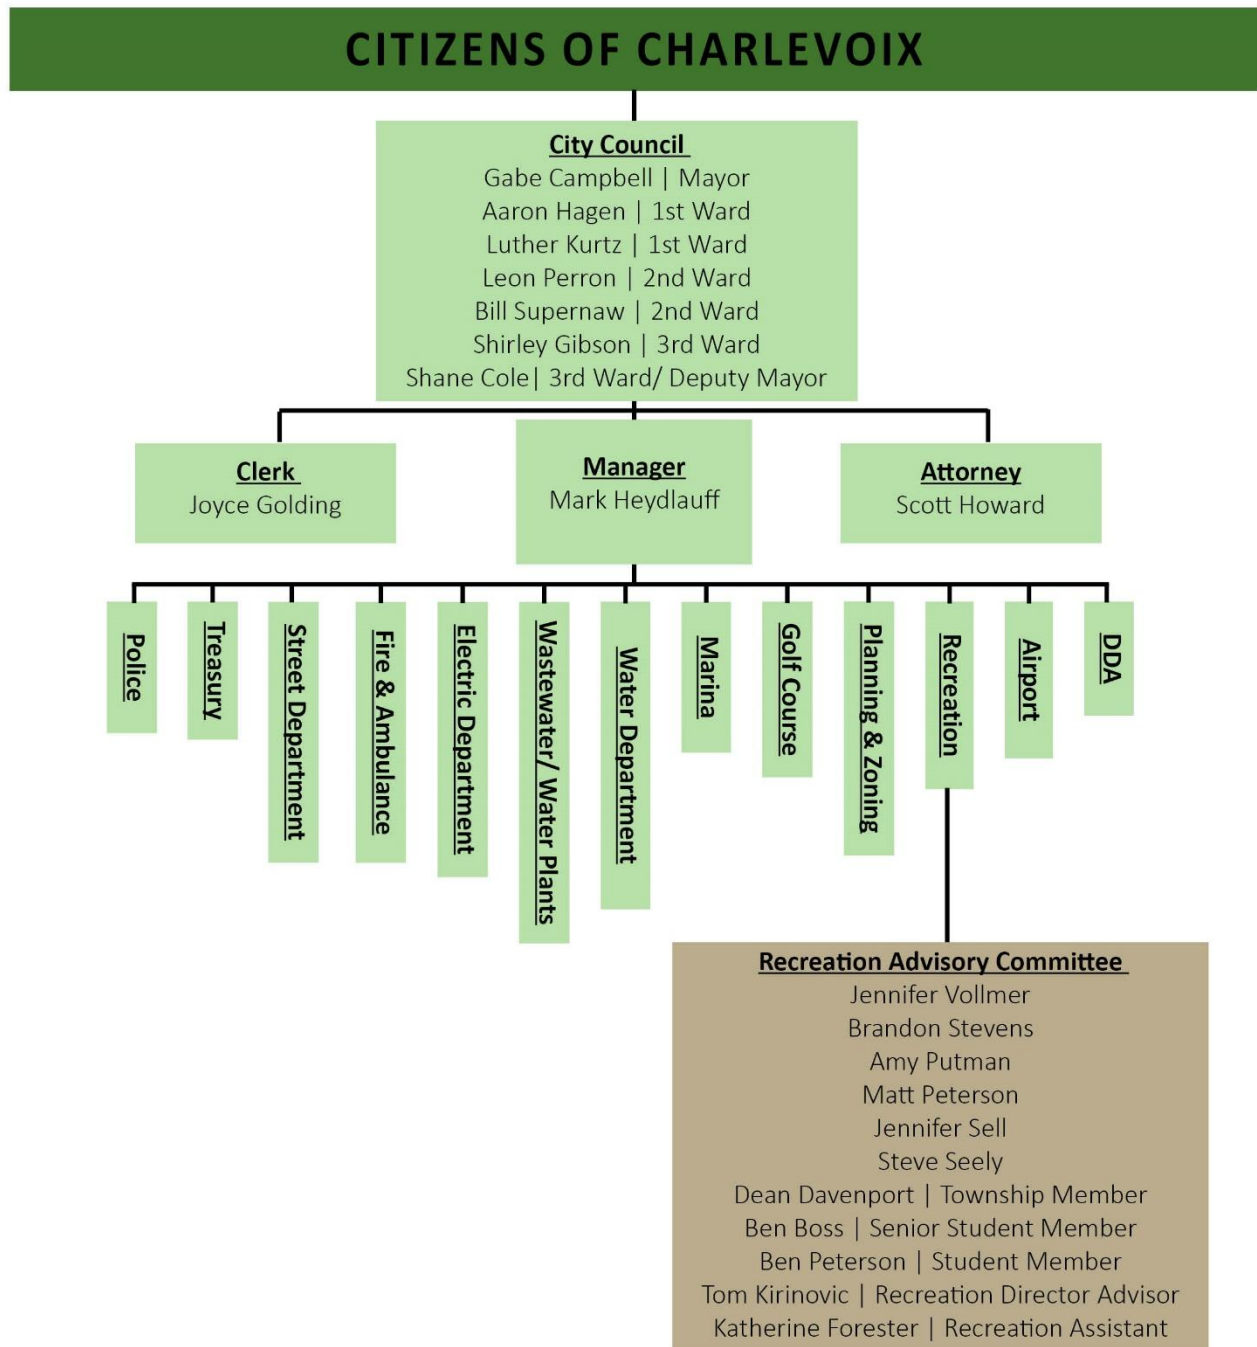 CITIZENS OF CHARLEVOIX
City Council
Gabe Campbell | Mayor
Aaron Hagen | 1st Ward
Luther Kurtz | 1st Ward
Leon Perron | 2nd Ward
Bill Supernaw | 2nd Ward
Shirley Gibson | 3rd Ward
Shane Cole| 3rd Ward/ Deputy Mayor
Clerk
Joyce Golding
Manager
Mark Heydlauff
Attorney
Scott Howard
Police
Treasury
Street Department
Fire & Ambulance
Electric Department
Wastewater/ Water Plants
Water Department
Marina
Golf Course
Planning & Zoning
Recreation
Airport
DDA
Recreation Advisory Committee
Jennifer Vollmer
Brandon Stevens
Amy Putman
Matt Peterson
Jennifer Sell
Steve Seely
Dean Davenport | Township Member
Ben Boss | Senior Student Member
Ben Peterson | Student Member
Tom Kirinovic | Recreation Director Advisor
Katherine Forester | Recreation Assistant